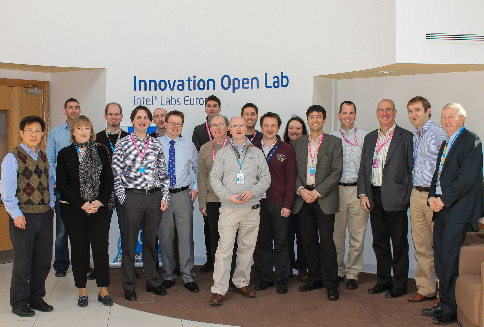 Innovation Open Lab
Intel® Labs Europe